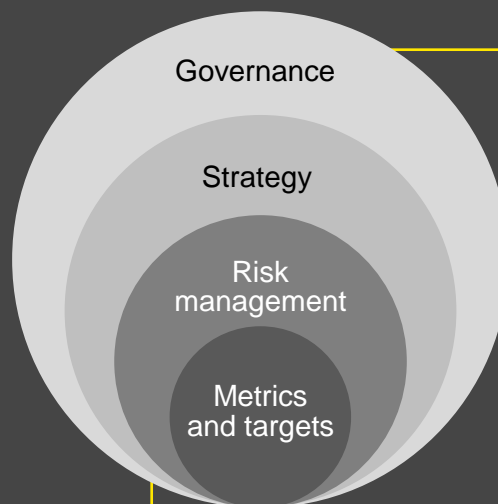 Governance
Strategy
Risk
management
Metrics
and targets